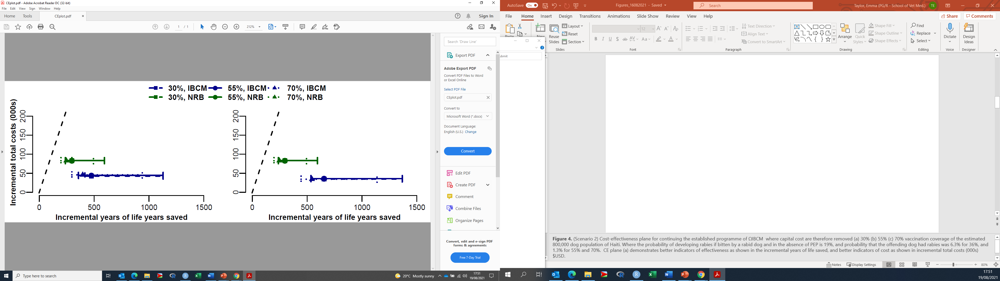 CEplot.pdf - Adobe Acrobat Reader DC (32-bit)
File Edit View Sign Window Help
Home Tools CEplot.pdf × Sign In
1 / 1 212%
30%, IBCM 55%, IBCM 70%, IBCM
30%, NRB 55%, NRB 70%, NRB
Incremental total costs (000s)
0 50 100 150 200
0 500 1000 1500
Incremental years of life years saved
0 50 100 150 200
0 500 1000 1500
Incremental years of life years saved
Search 'Draw Line'
Export PDF
Adobe Export PDF
Convert PDF Files to Word
or Excel Online
Select PDF File
CEplot.pdf
Convert to
Microsoft Word (*.docx)
Document Language:
English (U.S.) Change
Convert
Edit PDF
Create PDF
Comment
Combine Files
Organize Pages
Convert, edit and e-sign PDF
forms & agreements
Free 7-Day Trial
Type here to search
20°C Mostly sunny
17:51
19/08/2021
AutoSave On Figures_16082021 - Saved Search Taylor, Emma (PG/R - School of Vet Med.) TE
File Home Insert Design Transitions Animations Slide Show Review View Help Share Comments
Paste New Reuse
Slides
Layout
Reset
Section
Slides
12
B I U S ab AV Aa A
Font
Text Direction
Align Text
Convert to SmartArt
Paragraph
Arrange Quick
Styles
Shape Fill
Shape Outline
Shape Effects
Drawing
Find
Replace
Select
Editing
Dictate
Voice
Design
Ideas
Designer
ubmit
Figure 4. (Scenario 2) Cost-effectiveness plane for continuing the established programme of ΩIBCM where capital cost are therefore removed (a) 30% (b) 55% (c) 70% vaccination coverage of the estimated
800,000 dog population of Haiti. Where the probability of developing rabies if bitten by a rabid dog and in the absence of PEP is 19%, and probability that the offending dog had rabies was 6.3% for 36%, and
1.3% for 55% and 70%. CE plane (a) demonstrates better indicators of effectiveness as shown in the incremental years of life saved, and better indicators of cost as shown in incremental total costs (000s)
$USD.
Notes Display Settings 80%
17:51
19/08/2021